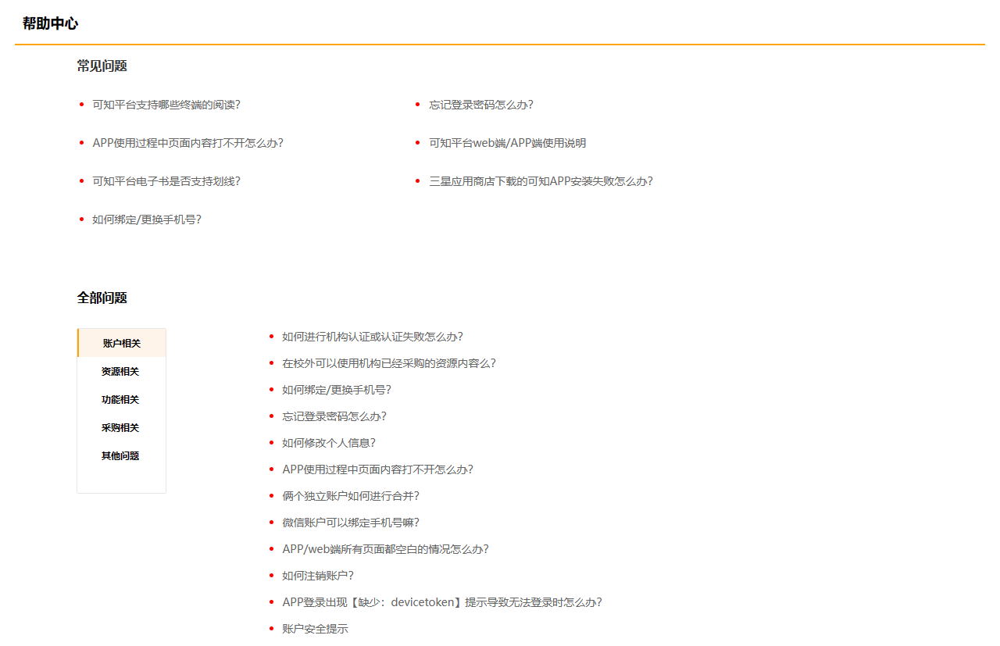 帮助中心
常见问题
可知平台支持哪些终端的阅读?
忘记登录密码怎么办?
APP使用过程中页面内容打不开怎么办?
可知平台web端/APP端使用说明
可知平台电子书是否支持划线?
三星应用商店下载的可知APP安装失败怎么办?
如何绑定/更换手机号?
全部问题
账户相关
资源相关
功能相关
采购相关
其他问题
如何进行机构认证或认证失败怎么办?
在校外可以使用机构已经采购的资源内容么?
如何绑定/更换手机号?
忘记登录密码怎么办?
如何修改个人信息?
APP使用过程中页面内容打不开怎么办?
俩个独立账户如何进行合并?
微信账户可以绑定手机号嘛?
APP/web端所有页面都空白的情况怎么办?
如何注销账户?
APP登录出现【缺少：devicetoken】提示导致无法登录时怎么办?
账户安全提示